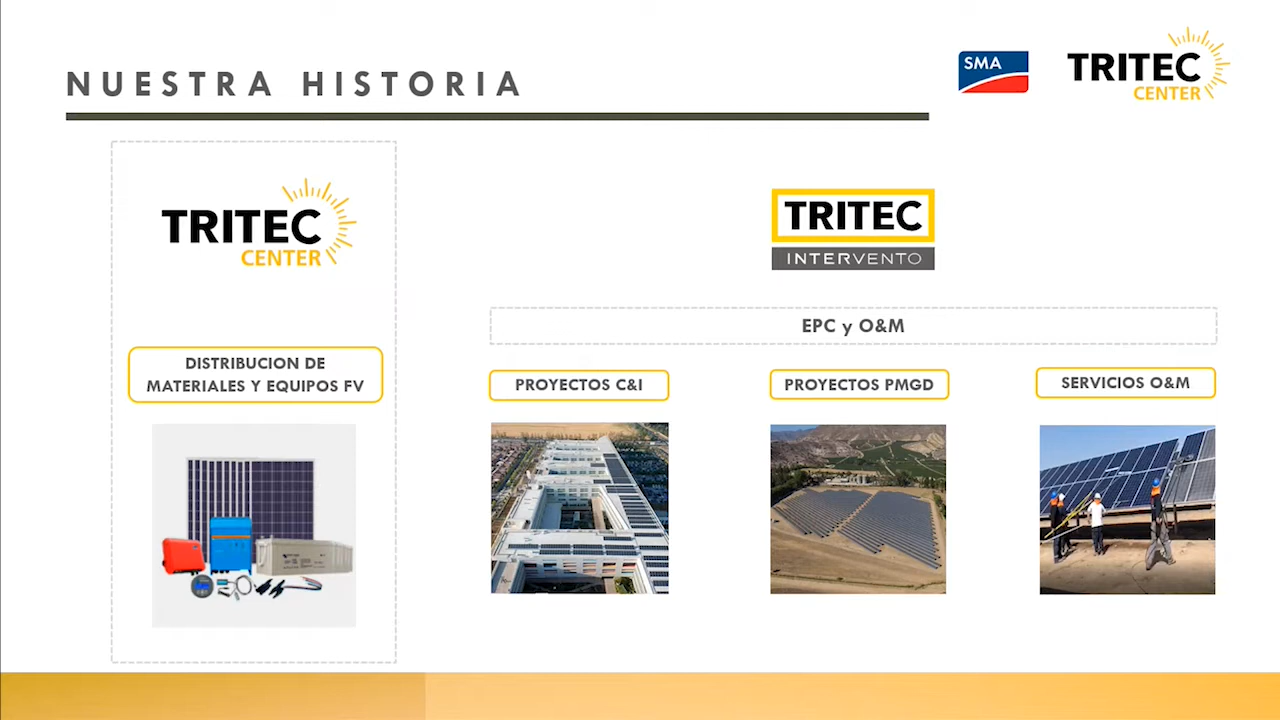 NUESTRA HISTORIA
SMA
TRITEC
CENTER
TRITEC
CENTER
DISTRIBUCION DE
MATERIALES Y EQUIPOS FV
TRITEC
INTERVENTO
EPC y O&M
PROYECTOS C&I
PROYECTOS PMGD
SERVICIOS O&M